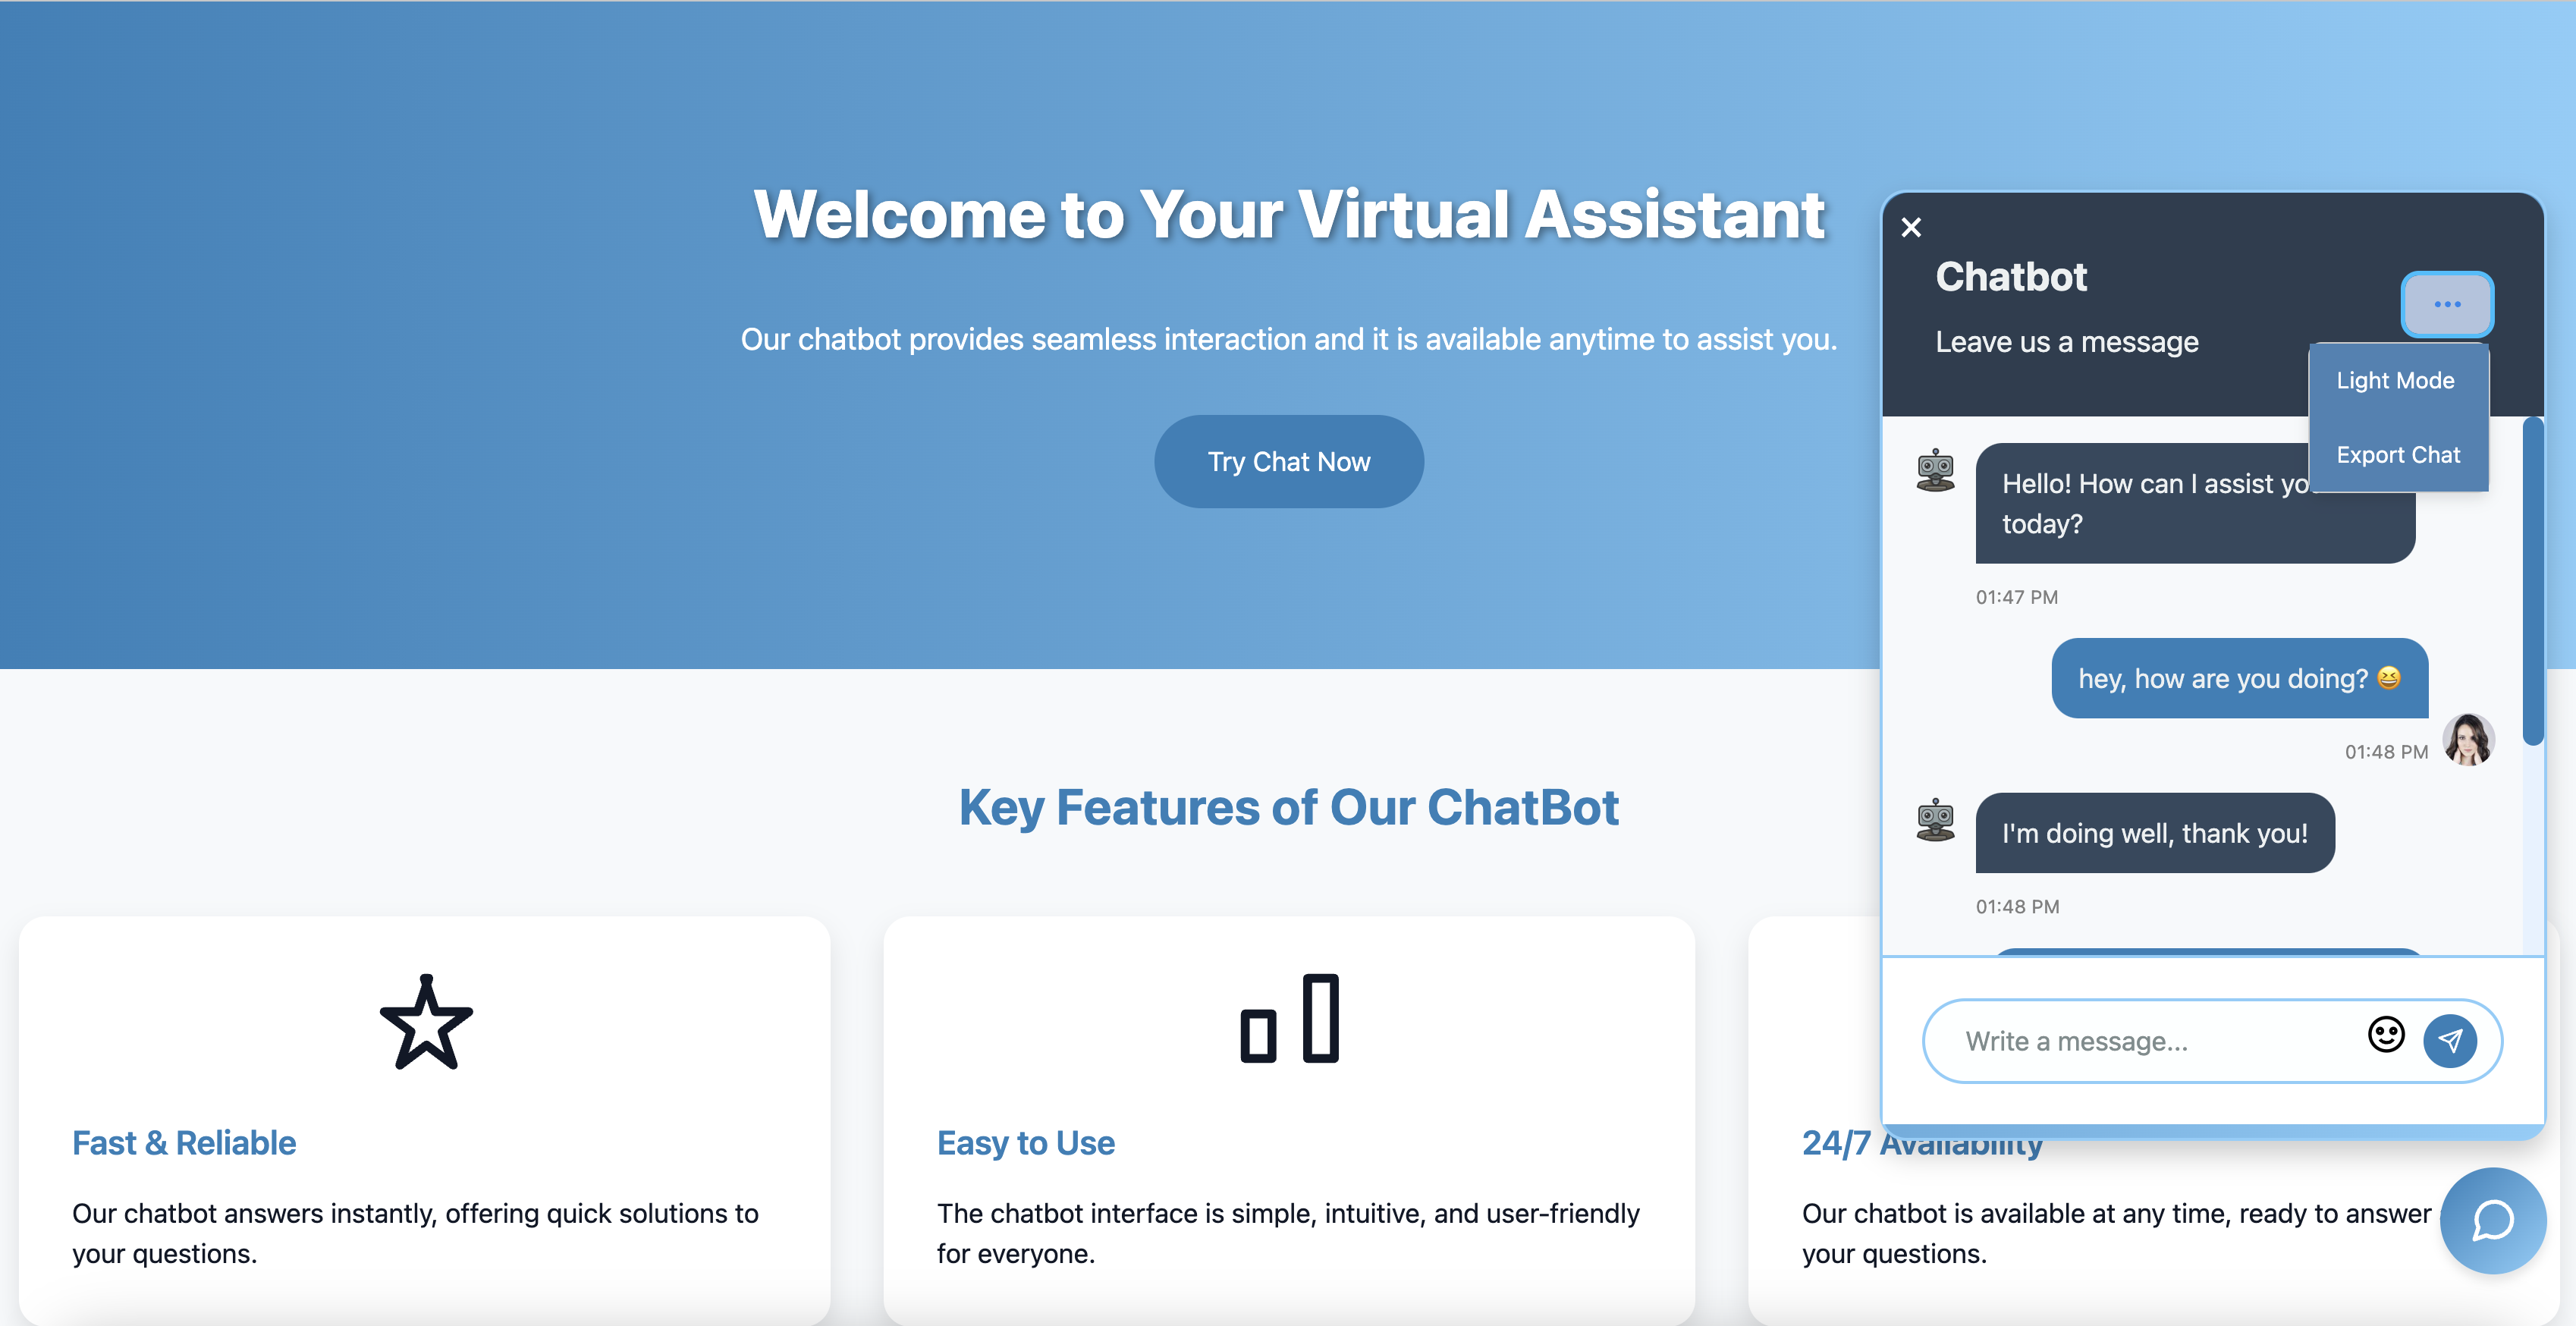 Welcome to Your Virtual Assistant
Our chatbot provides seamless interaction and it is available anytime to assist you.
Try Chat Now
Key Features of Our ChatBot
Fast & Reliable
Our chatbot answers instantly, offering quick solutions to
your questions.
Easy to Use
The chatbot interface is simple, intuitive, and user-friendly
for everyone.
24/7 Availability
Our chatbot is available at any time, ready to answer
your questions.
Chatbot
Leave us a message
Light Mode
Export Chat
Hello! How can I assist yo
today?
01:47 PM
hey, how are you doing? 😆
01:48 PM
I'm doing well, thank you!
01:48 PM
Write a message...